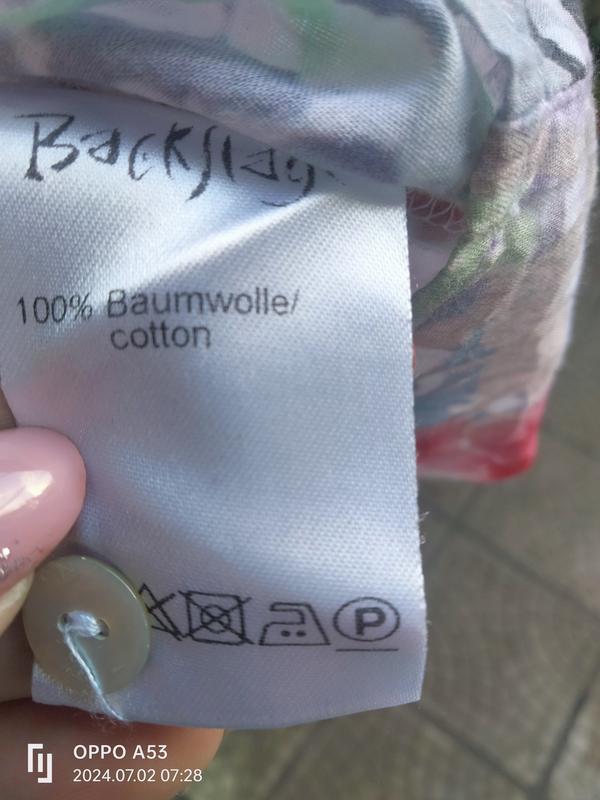 Backstage
100% Baumwolle/
cotton
P
OPPO A53
2024.07.02 07:28